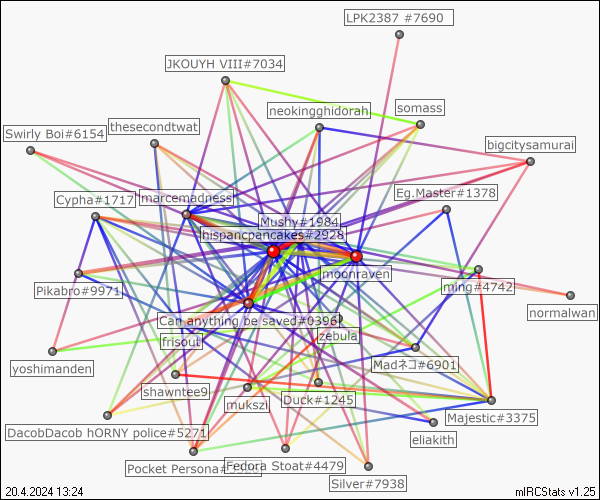 LPK2387 #7690
JKOUYH VIII#7034
neokingghidorah
somass
thesecondtwat
Swirly Boi#6154
bigcitysamurai
Eg.Master#1378
Cypha#1717
marcemadness
Mushy#1984
hispancpancakes#2928
moonraven
Pikabro#9971
ming#4742
normalwan
Can anything be saved#0396
zebula
frisout
yoshimanden
Madネコ#6901
shawntee9
mukszi
Duck#1245
Majestic#3375
DacobDacob hORNY police#5271
eliakith
Pocket Persona
Fedora Stoat#4479
Silver#7938
20.4.2024 13:24
mIRCStats v1.25